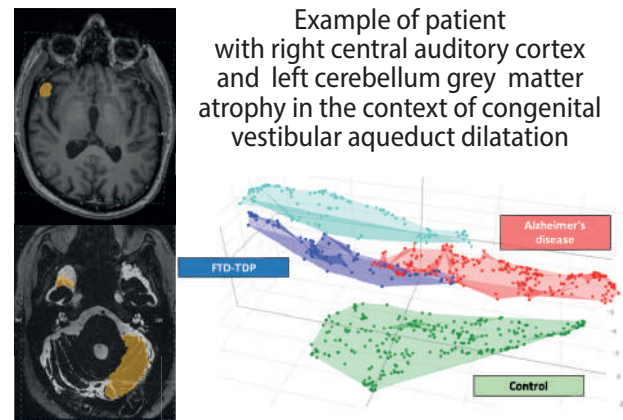 Example of patient
with right central auditory cortex
and left cerebellum grey matter
atrophy in the context of congenital
vestibular aqueduct dilatation
Alzheimer's
disease
FTD-TDP
Control